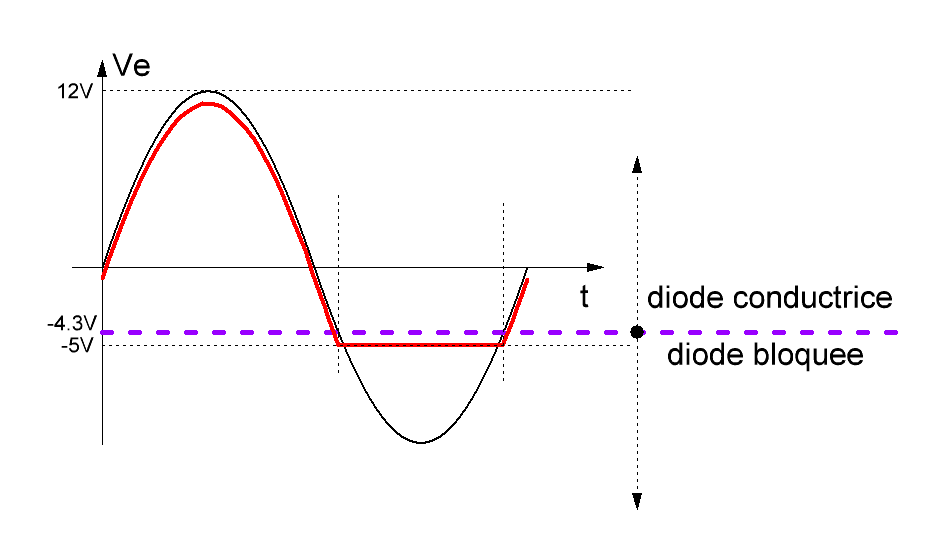 Ve
12V
t
diode conductrice
-4.3V
-5V
diode bloquee